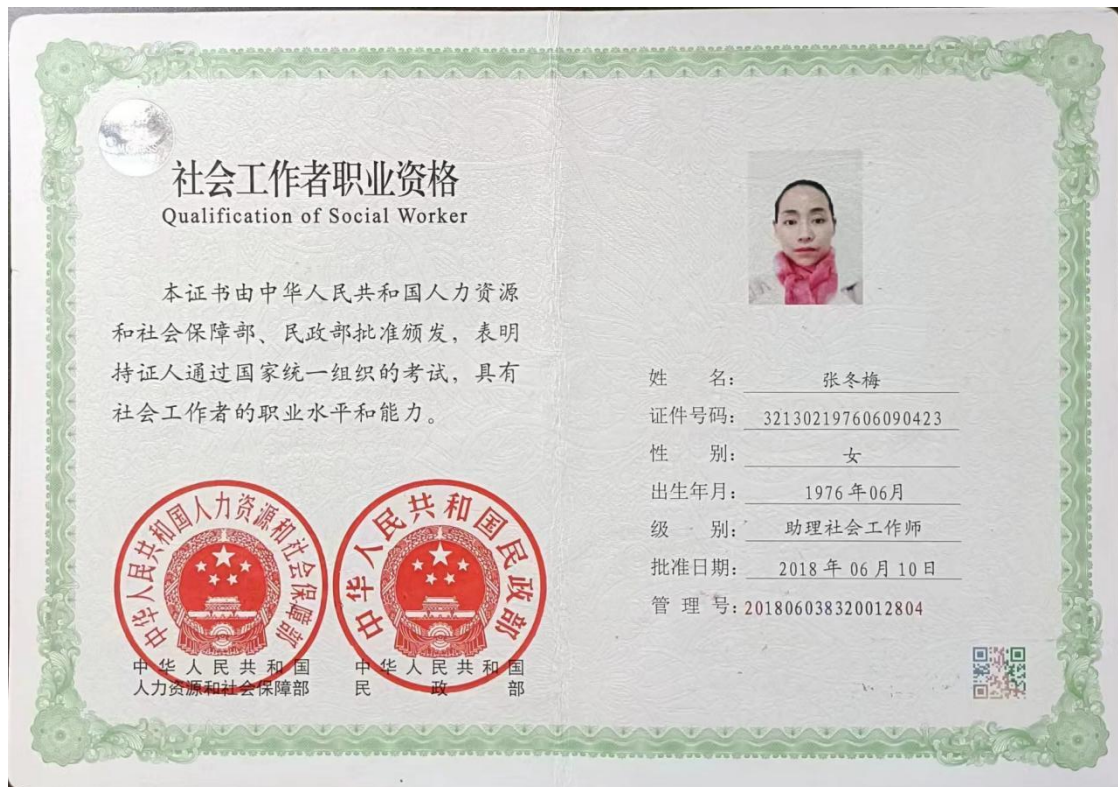 社会工作者职业资格
Qualification of Social Worker
本证书由中华人民共和国人力资源
和社会保障部、民政部批准颁发，表明
持证人通过国家统一组织的考试，具有
社会工作者的职业水平和能力。
中华人民共和国人力资源和社会保障部
中华人民共和国民政部
中华人民共和国
人力资源和社会保障部
中华人民共和国
民政部
姓名：张冬梅
证件号码：321302197606090423
性别：女
出生年月：1976年06月
级别：助理社会工作师
批准日期：2018年06月10日
管理号：201806038320012804